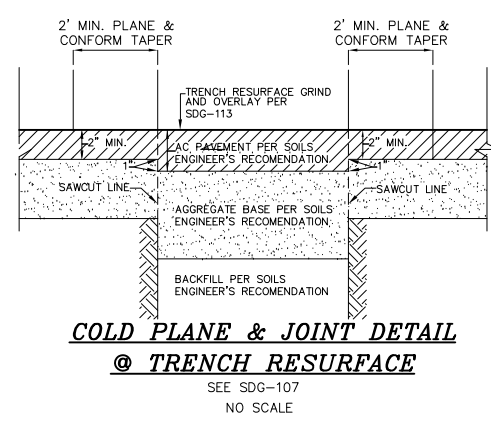 2' MIN. PLANE &
CONFORM TAPER
2' MIN. PLANE &
CONFORM TAPER
TRENCH RESURFACE GRIND
AND OVERLAY PER
SDG-113
2" MIN.
AC PAVEMENT PER SOILS
ENGINEER'S RECOMENDATION
2" MIN.
1"
1"
SAWCUT LINE
SAWCUT LINE
AGGREGATE BASE PER SOILS
ENGINEER'S RECOMENDATION
BACKFILL PER SOILS
ENGINEER'S RECOMENDATION
COLD PLANE & JOINT DETAIL
@ TRENCH RESURFACE
SEE SDG-107
NO SCALE